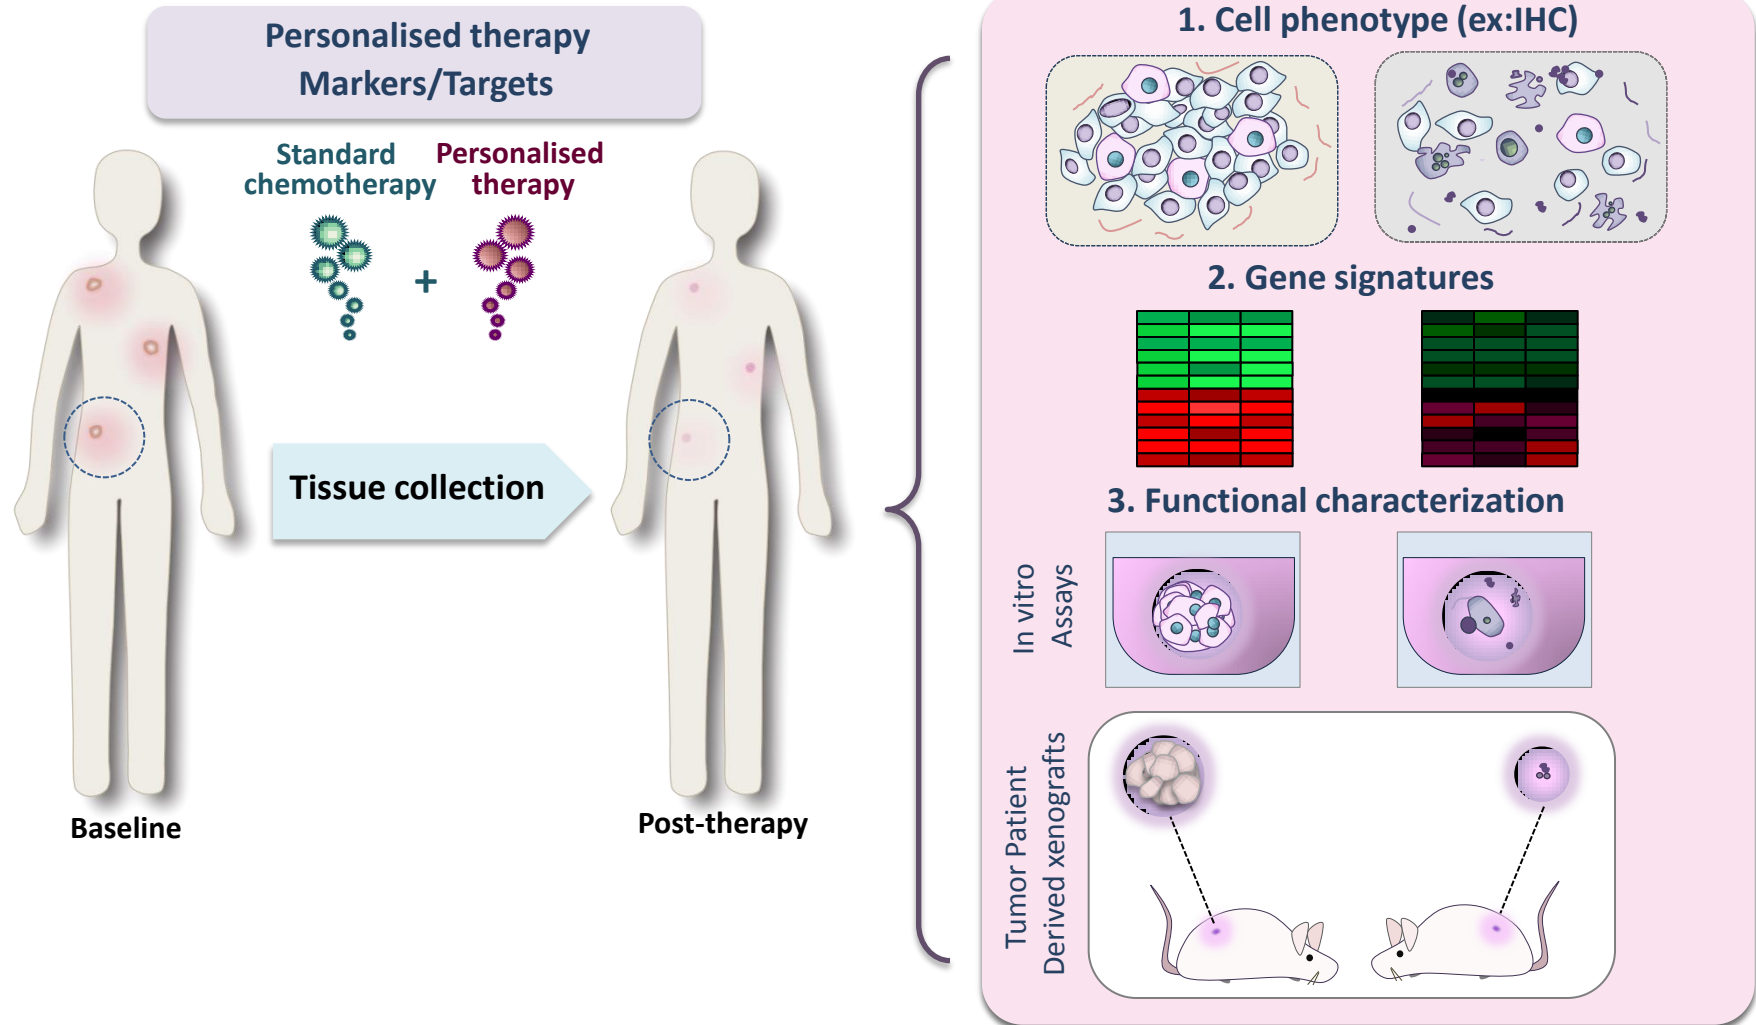 Personalised therapy
Markers/Targets
Standard
chemotherapy
Personalised
therapy
+
Tissue collection
Baseline
Post-therapy
1. Cell phenotype (ex:IHC)
2. Gene signatures
3. Functional characterization
In vitro
Assays
Tumor Patient
Derived xenografts